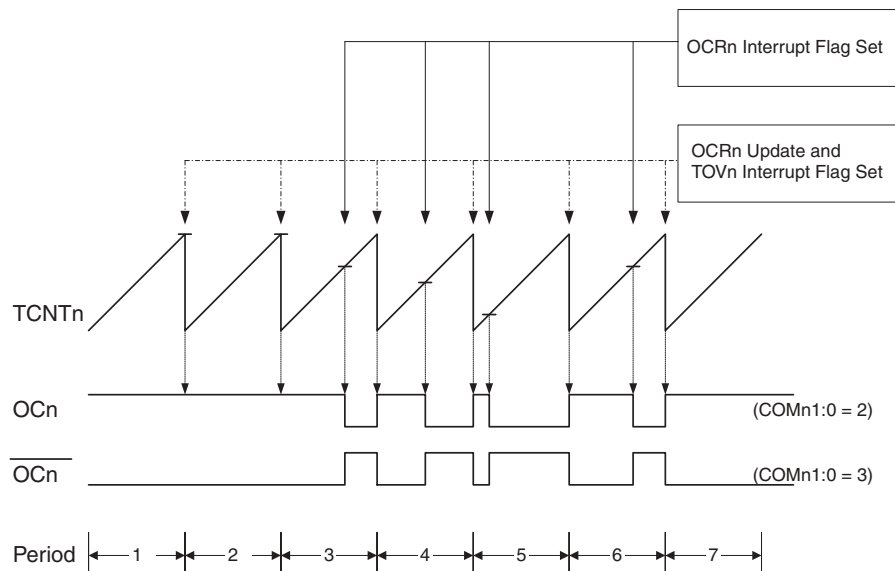 OCRn Interrupt Flag Set
OCRn Update and
TOVn Interrupt Flag Set
TCNTn
OCn
(COMn1:0 = 2)
OCn
(COMn1:0 = 3)
Period
1 2 3 4 5 6 7